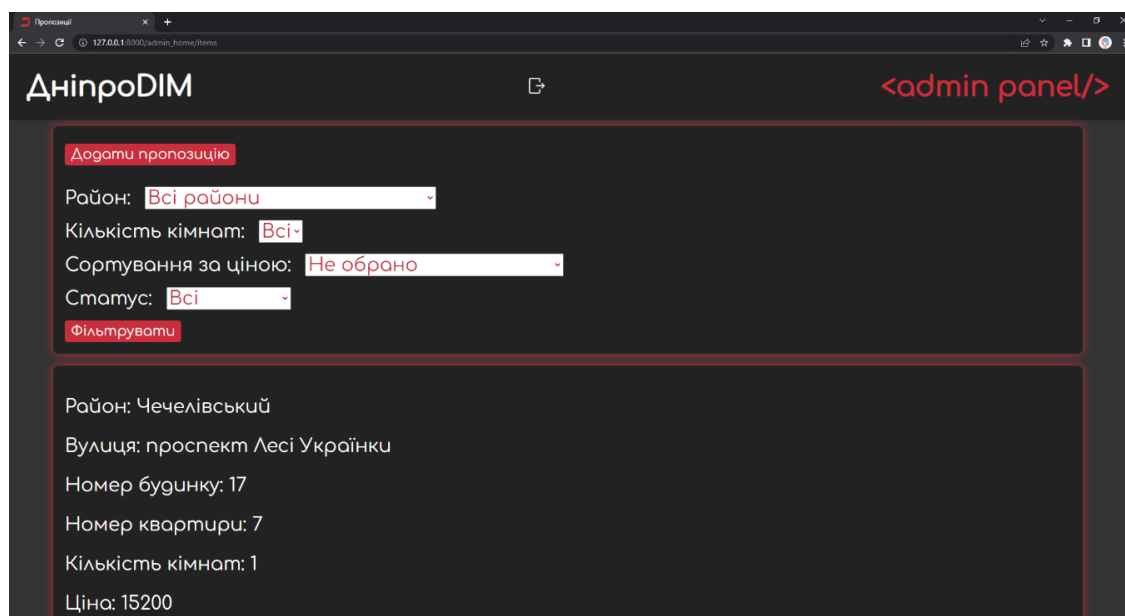 Пропозиції
127.0.0.1:8000/admin_home/items
ДніпроDIM
<admin panel/>
Додати пропозицію
Район: Всі райони
Кількість кімнат: Всі
Сортування за ціною: Не обрано
Статус: Всі
Фільтрувати
Район: Чечелівський
Вулиця: проспект Лесі Українки
Номер будинку: 17
Номер квартири: 7
Кількість кімнат: 1
Ціна: 15200